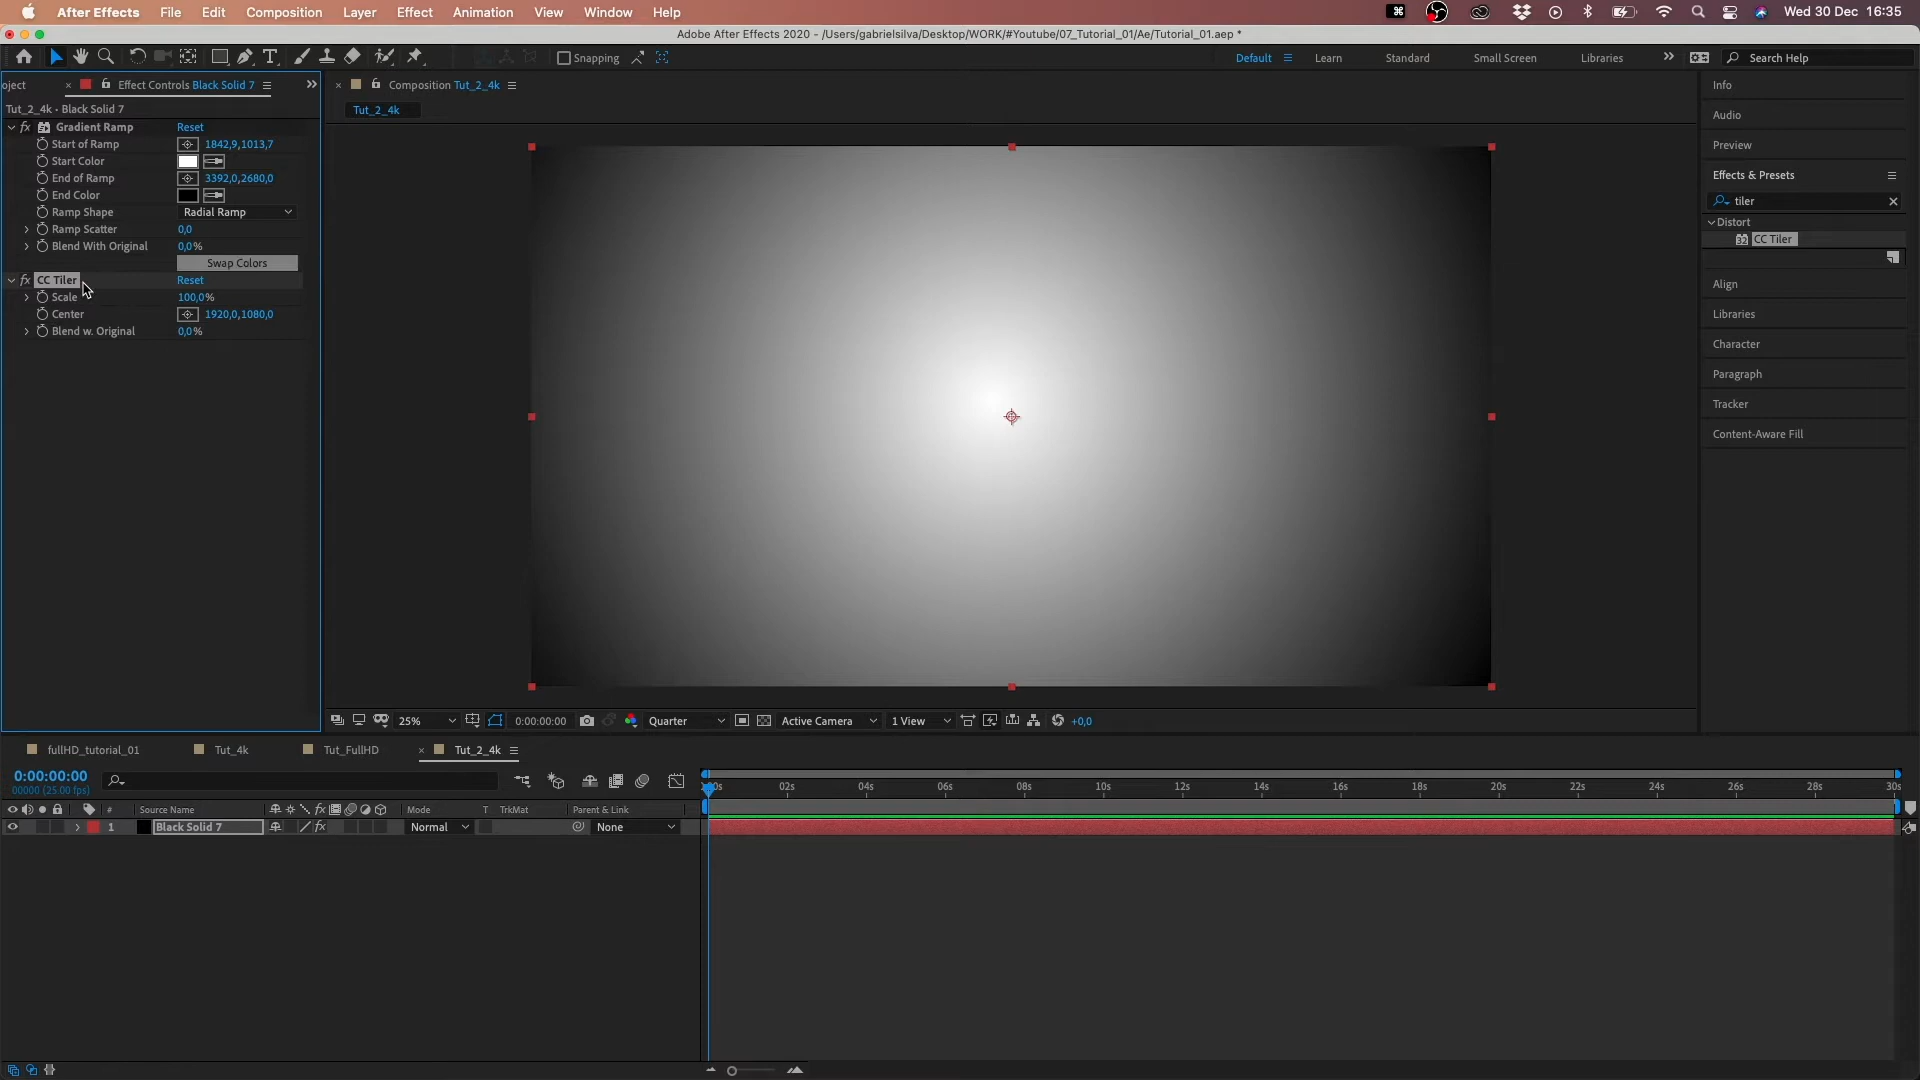 After Effects File Edit Composition Layer Effect Animation View Window Help Wed 30 Dec 16:35
Adobe After Effects 2020 - /Users/gabrielsilva/Desktop/WORK/#Youtube/07_Tutorial_01/Ae/Tutorial_01.aep *
Snapping Default Learn Standard Small Screen Libraries Search Help
oject Effect Controls Black Solid 7
Composition Tut_2_4k
Tut_2_4k • Black Solid 7
Tut_2_4k
fx Gradient Ramp Reset
Start of Ramp 1842,9,1013,7
Start Color
End of Ramp 3392,0,2680,0
End Color
Ramp Shape Radial Ramp
Ramp Scatter 0,0
Blend With Original 0,0%
Swap Colors
fx CC Tiler Reset
Scale 100,0%
Center 1920,0,1080,0
Blend w. Original 0,0%
Info
Audio
Preview
Effects & Presets
tiler
Distort
32 CC Tiler
Align
Libraries
Character
Paragraph
Tracker
Content-Aware Fill
25% 0:00:00:00 Quarter Active Camera 1 View +0,0
fullHD_tutorial_01 Tut_4k Tut_FullHD Tut_2_4k
0:00:00:00
00000 (25.00 fps)
02s 04s 06s 08s 10s 12s 14s 16s 18s 20s 22s 24s 26s 28s 30s
# Source Name fx Mode T TrkMat Parent & Link
1 Black Solid 7 fx Normal None